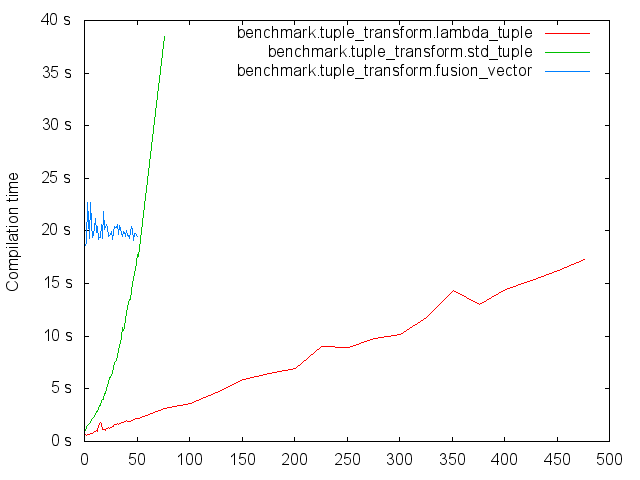 benchmark.tuple_transform.lambda_tuple
benchmark.tuple_transform.std_tuple
benchmark.tuple_transform.fusion_vector
Compilation time
40 s
35 s
30 s
25 s
20 s
15 s
10 s
5 s
0 s
0 50 100 150 200 250 300 350 400 450 500